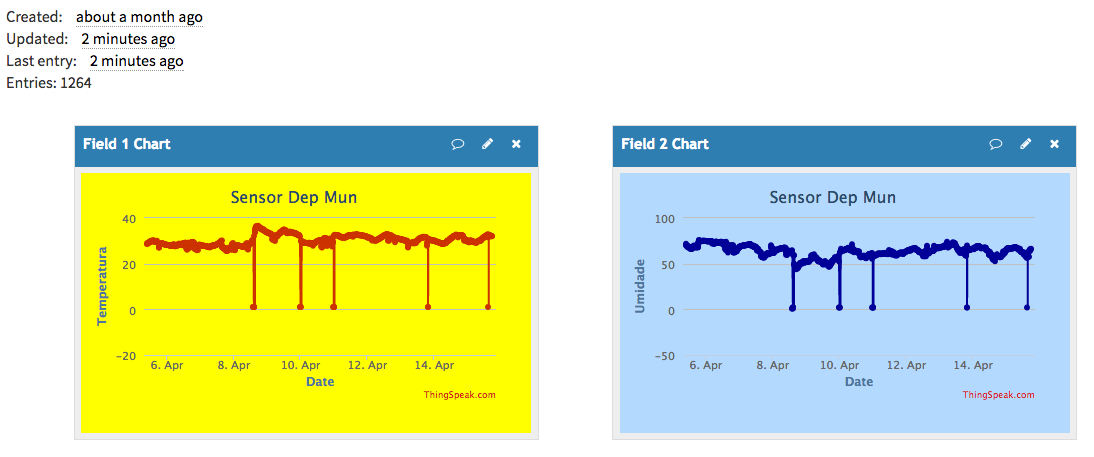 Created: about a month ago
Updated: 2 minutes ago
Last entry: 2 minutes ago
Entries: 1264
Field 1 Chart
Sensor Dep Mun
Temperatura
40
20
0
-20
6. Apr 8. Apr 10. Apr 12. Apr 14. Apr
Date
ThingSpeak.com
Field 2 Chart
Sensor Dep Mun
Umidade
100
50
0
-50
6. Apr 8. Apr 10. Apr 12. Apr 14. Apr
Date
ThingSpeak.com